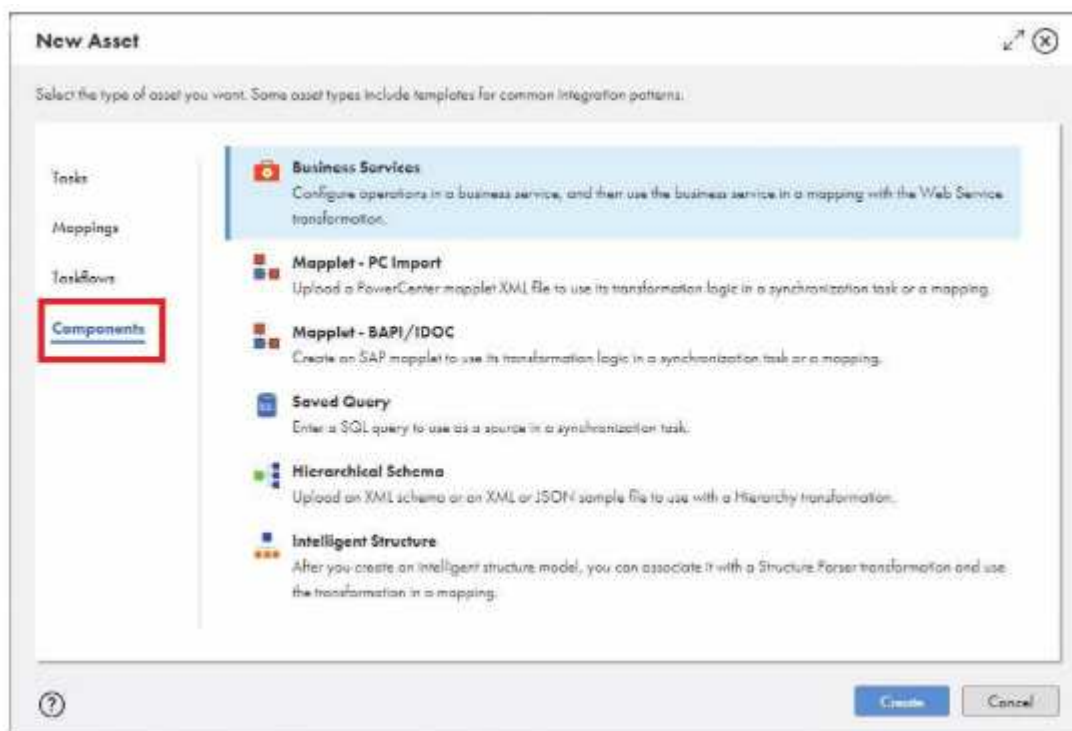 New Asset
Select the type of asset you want. Some asset types include templates for common integration patterns.
Tasks
Mappings
Taskflows
Components
Business Services
Configure operations in a business service, and then use the business service in a mapping with the Web Service
transformation.
Mapplet - PC Import
Upload a PowerCenter mapplet XML file to use its transformation logic in a synchronization task or a mapping.
Mapplet - BAPI/IDOC
Create an SAP mapplet to use its transformation logic in a synchronization task or a mapping.
Saved Query
Enter a SQL query to use as a source in a synchronization task.
Hierarchical Schema
Upload an XML schema or an XML or JSON sample file to use with a Hierarchy transformation.
Intelligent Structure
After you create an intelligent structure model, you can associate it with a Structure Parser transformation and use
the transformation in a mapping.
?
Create
Cancel